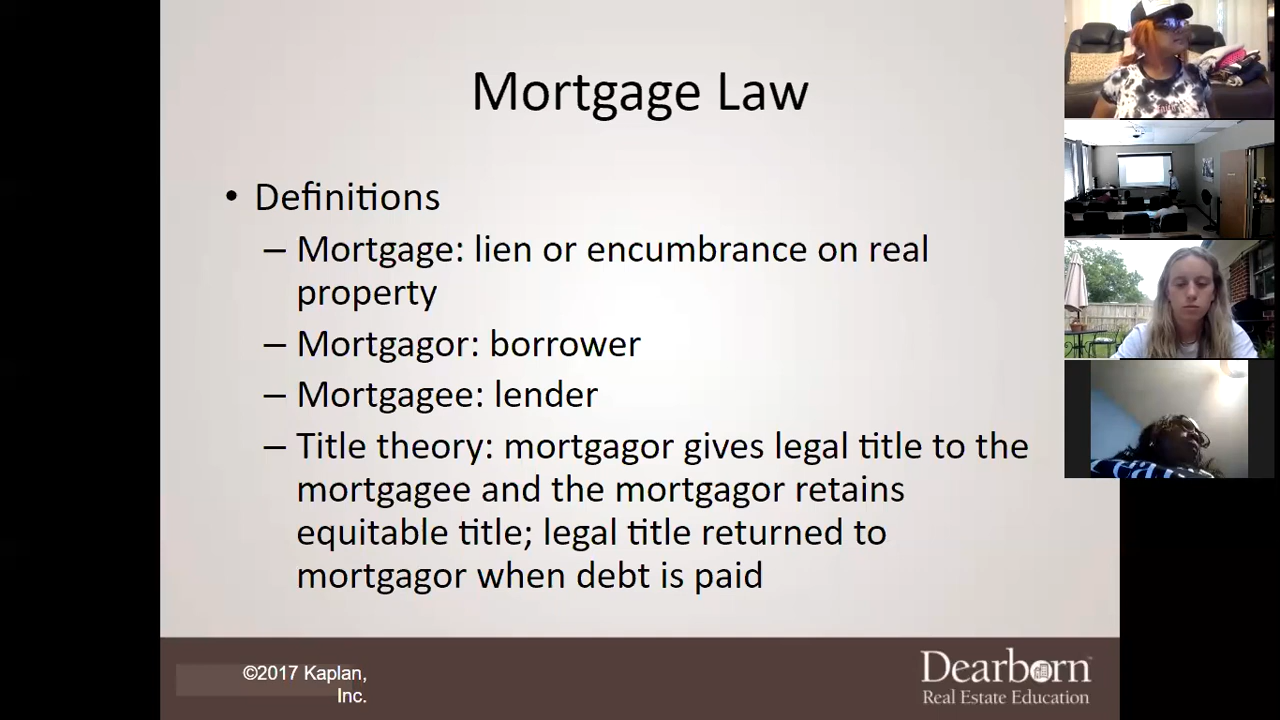 Mortgage Law
• Definitions
– Mortgage: lien or encumbrance on real
property
– Mortgagor: borrower
– Mortgagee: lender
– Title theory: mortgagor gives legal title to the
mortgagee and the mortgagor retains
equitable title; legal title returned to
mortgagor when debt is paid
©2017 Kaplan,
Inc.
Dearborn™
Real Estate Education